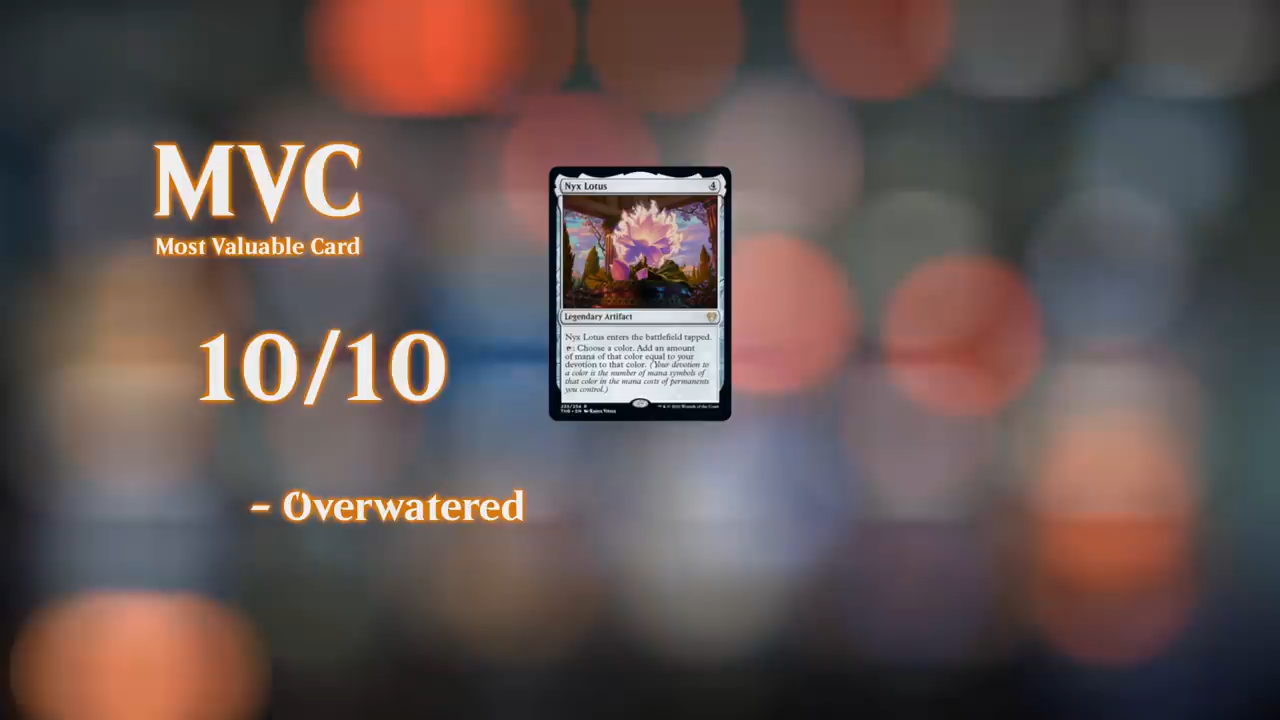 MVC
Most Valuable Card
10/10
- Overwatered
Nyx Lotus 4
Legendary Artifact
Nyx Lotus enters the battlefield tapped.
: Choose a color. Add an amount
of mana of that color equal to your
devotion to that color. (Your devotion to
a color is the number of mana symbols of
that color in the mana costs of permanents
you control.)